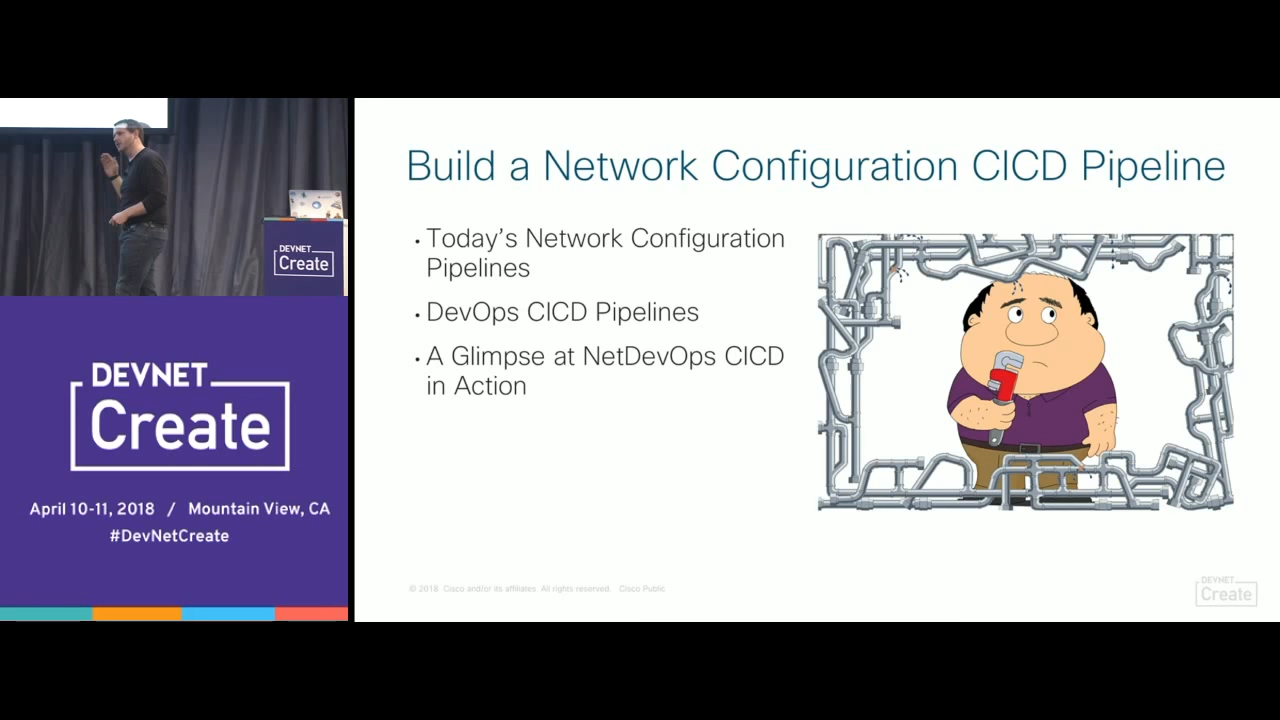 DEVNET
Create
DEVNET
Create
April 10-11, 2018 / Mountain View, CA
#DevNetCreate
Build a Network Configuration CICD Pipeline
• Today's Network Configuration
Pipelines
• DevOps CICD Pipelines
• A Glimpse at NetDevOps CICD
in Action
© 2018 Cisco and/or its affiliates. All rights reserved. Cisco Public
DEVNET
Create